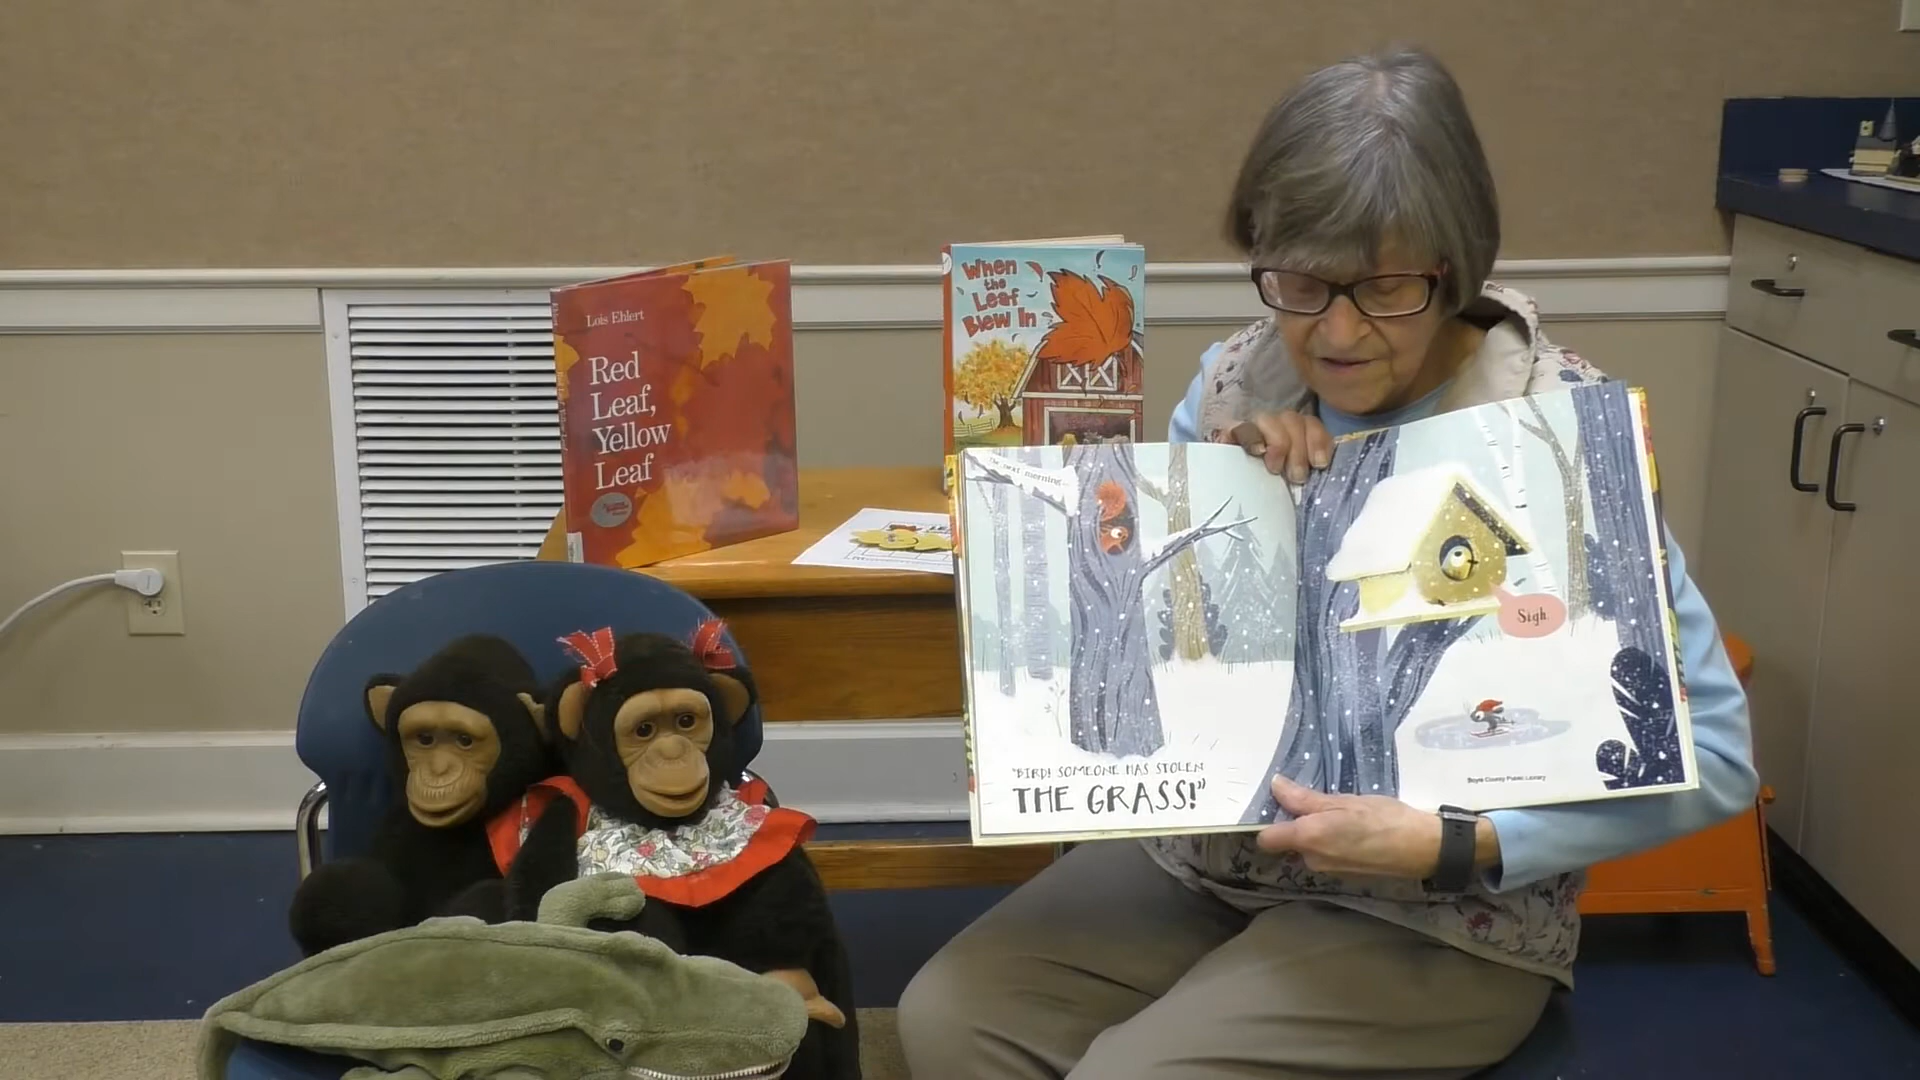 Lois Ehlert
Red
Leaf,
Yellow
Leaf
When
the
Leaf
Blew In
The next morning...
"BIRD! SOMEONE HAS STOLEN
THE GRASS!"
Sigh.
Boyle County Public Library